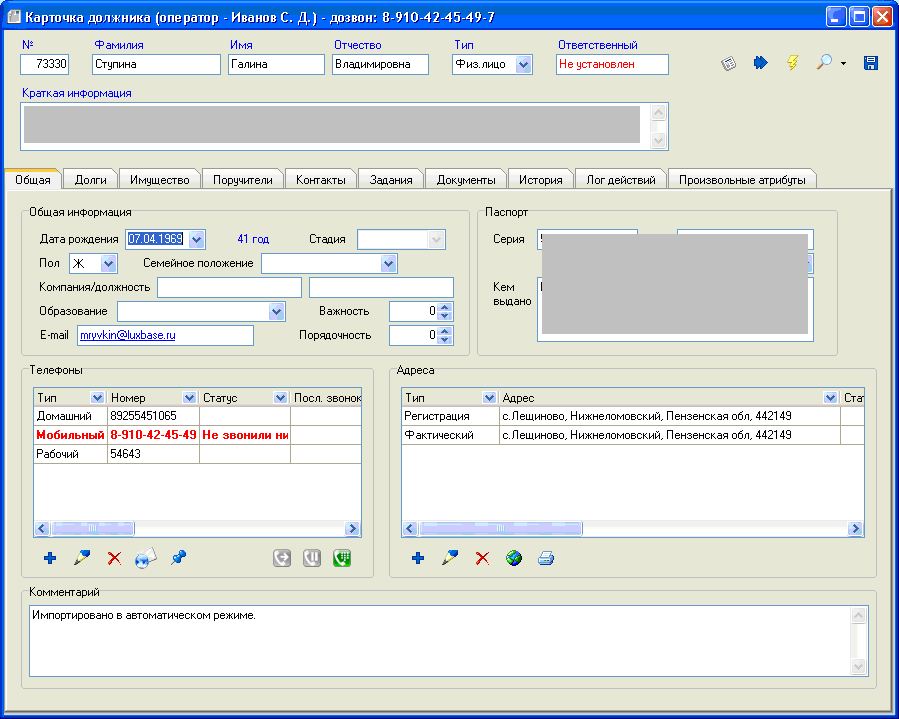 Карточка должника (оператор - Иванов С. Д.) - дозвон: 8-910-42-45-49-7
№ Фамилия Имя Отчество Тип Ответственный
73330 Ступина Галина Владимировна Физ.лицо Не установлен
Краткая информация
Общая Долги Имущество Поручители Контакты Задания Документы История Лог действий Произвольные атрибуты
Общая информация
Дата рождения 07.04.1969 41 год Стадия
Пол Ж Семейное положение
Компания/должность
Образование Важность 0
E-mail mryvkin@luxbase.ru Порядочность 0
Паспорт
Серия
Кем
выдано
Телефоны
Тип Номер Статус Посл. звонок
Домашний 89255451065
Мобильный 8-910-42-45-49 Не звонили ни
Рабочий 54643
Адреса
Тип Адрес Стат
Регистрация с.Лещиново, Нижнеломовский, Пензенская обл, 442149
Фактический с.Лещиново, Нижнеломовский, Пензенская обл, 442149
Комментарий
Импортировано в автоматическом режиме.